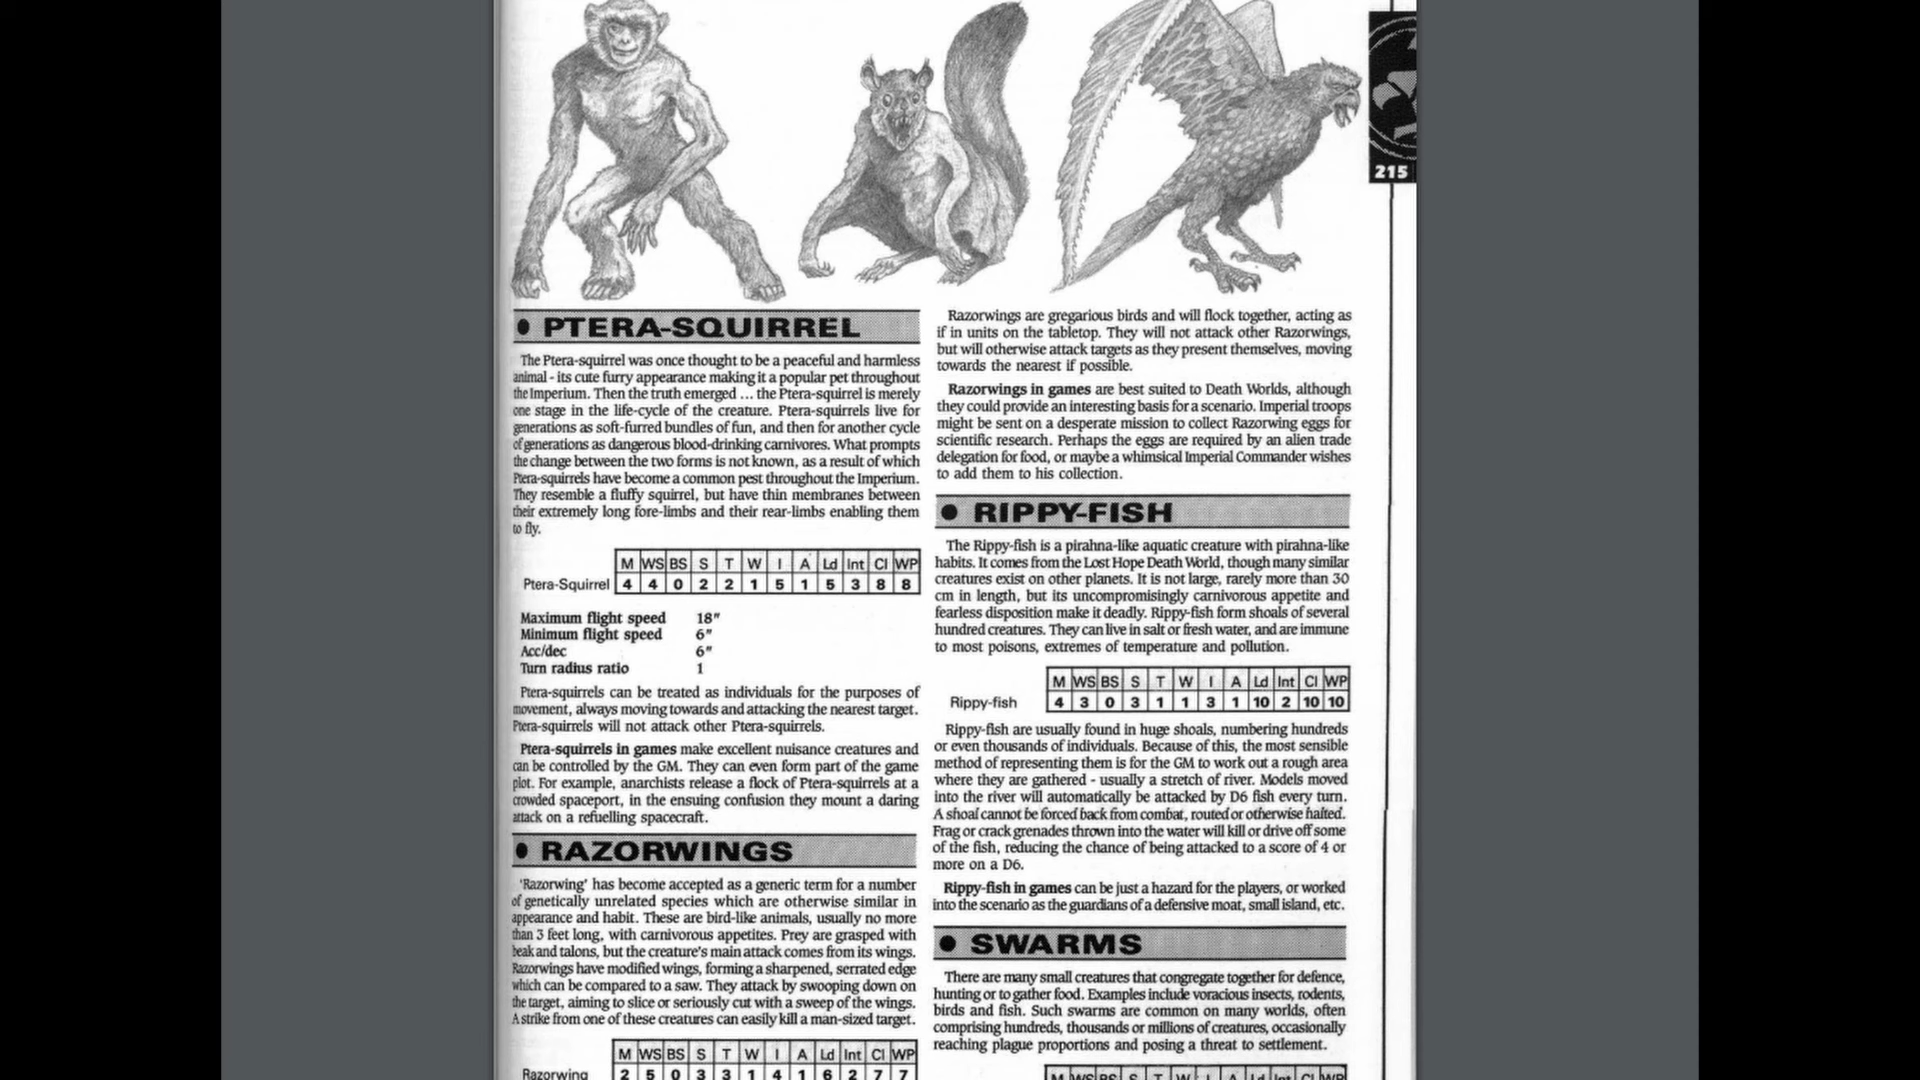 215
● PTERA-SQUIRREL
The Ptera-squirrel was once thought to be a peaceful and harmless
animal - its cute furry appearance making it a popular pet throughout
the Imperium. Then the truth emerged ... the Ptera-squirrel is merely
one stage in the life-cycle of the creature. Ptera-squirrels live for
generations as soft-furred bundles of fun, and then for another cycle
of generations as dangerous blood-drinking carnivores. What prompts
the change between the two forms is not known, as a result of which
Ptera-squirrels have become a common pest throughout the Imperium.
They resemble a fluffy squirrel, but have thin membranes between
their extremely long fore-limbs and their rear-limbs enabling them
to fly.
M WS BS S T W I A Ld Int Cl WP
Ptera-Squirrel 4 4 0 2 2 1 5 1 5 3 8 8
Maximum flight speed 18"
Minimum flight speed 6"
Acc/dec 6"
Turn radius ratio 1
Ptera-squirrels can be treated as individuals for the purposes of
movement, always moving towards and attacking the nearest target.
Ptera-squirrels will not attack other Ptera-squirrels.
Ptera-squirrels in games make excellent nuisance creatures and
can be controlled by the GM. They can even form part of the game
plot. For example, anarchists release a flock of Ptera-squirrels at a
crowded spaceport, in the ensuing confusion they mount a daring
attack on a refuelling spacecraft.
● RAZORWINGS
'Razorwing' has become accepted as a generic term for a number
of genetically unrelated species which are otherwise similar in
appearance and habit. These are bird-like animals, usually no more
than 3 feet long, with carnivorous appetites. Prey are grasped with
beak and talons, but the creature's main attack comes from its wings.
Razorwings have modified wings, forming a sharpened, serrated edge
which can be compared to a saw. They attack by swooping down on
the target, aiming to slice or seriously cut with a sweep of the wings.
A strike from one of these creatures can easily kill a man-sized target.
M WS BS S T W I A Ld Int Cl WP
Razorwing 2 5 0 3 3 1 4 1 6 2 7 7
Razorwings are gregarious birds and will flock together, acting as
if in units on the tabletop. They will not attack other Razorwings,
but will otherwise attack targets as they present themselves, moving
towards the nearest if possible.
Razorwings in games are best suited to Death Worlds, although
they could provide an interesting basis for a scenario. Imperial troops
might be sent on a desperate mission to collect Razorwing eggs for
scientific research. Perhaps the eggs are required by an alien trade
delegation for food, or maybe a whimsical Imperial Commander wishes
to add them to his collection.
● RIPPY-FISH
The Rippy-fish is a pirahna-like aquatic creature with pirahna-like
habits. It comes from the Lost Hope Death World, though many similar
creatures exist on other planets. It is not large, rarely more than 30
cm in length, but its uncompromisingly carnivorous appetite and
fearless disposition make it deadly. Rippy-fish form shoals of several
hundred creatures. They can live in salt or fresh water, and are immune
to most poisons, extremes of temperature and pollution.
M WS BS S T W I A Ld Int Cl WP
Rippy-fish 4 3 0 3 1 1 3 1 10 2 10 10
Rippy-fish are usually found in huge shoals, numbering hundreds
or even thousands of individuals. Because of this, the most sensible
method of representing them is for the GM to work out a rough area
where they are gathered - usually a stretch of river. Models moved
into the river will automatically be attacked by D6 fish every turn.
A shoal cannot be forced back from combat, routed or otherwise halted.
Frag or crack grenades thrown into the water will kill or drive off some
of the fish, reducing the chance of being attacked to a score of 4 or
more on a D6.
Rippy-fish in games can be just a hazard for the players, or worked
into the scenario as the guardians of a defensive moat, small island, etc.
● SWARMS
There are many small creatures that congregate together for defence,
hunting or to gather food. Examples include voracious insects, rodents,
birds and fish. Such swarms are common on many worlds, often
comprising hundreds, thousands or millions of creatures, occasionally
reaching plague proportions and posing a threat to settlement.
M WS BS S T W I A Ld Int Cl WP